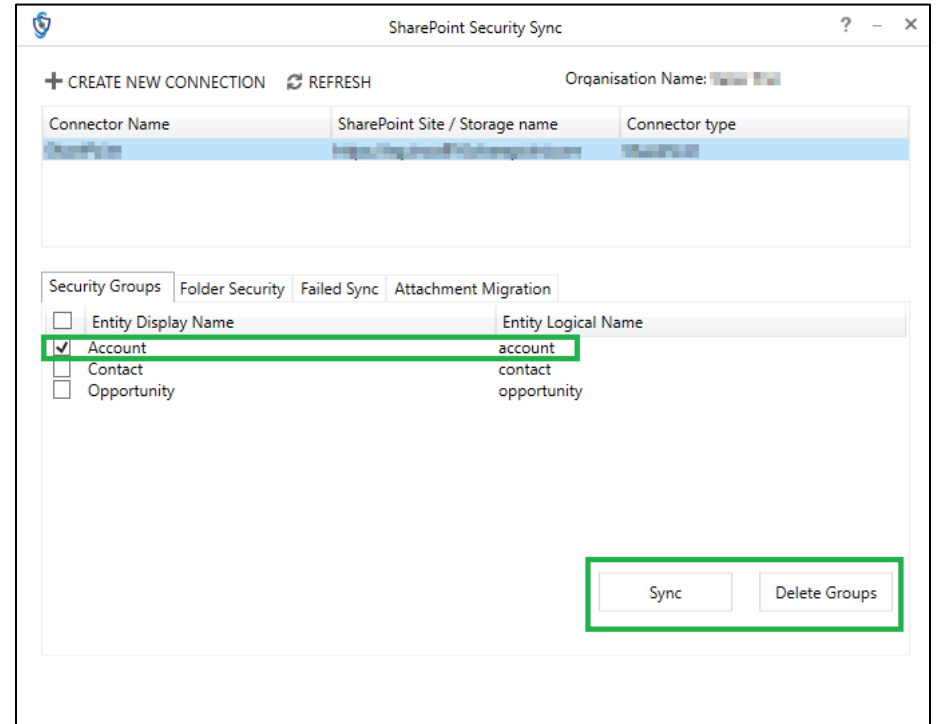 SharePoint Security Sync ? – ×
CREATE NEW CONNECTION REFRESH Organisation Name:
Connector Name SharePoint Site / Storage name Connector type
Security Groups Folder Security Failed Sync Attachment Migration
Entity Display Name Entity Logical Name
Account account
Contact contact
Opportunity opportunity
Sync Delete Groups